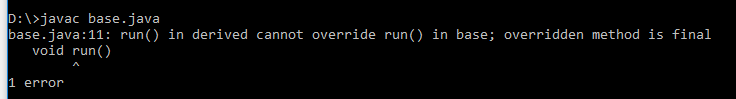 D:\>javac base.java
base.java:11: run() in derived cannot override run() in base; overridden method is final
   void run()
        ^
1 error